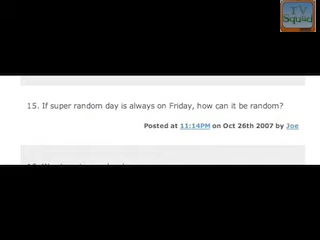 TV
Squad
15. If super random day is always on Friday, how can it be random?
Posted at 11:14PM on Oct 26th 2007 by Joe